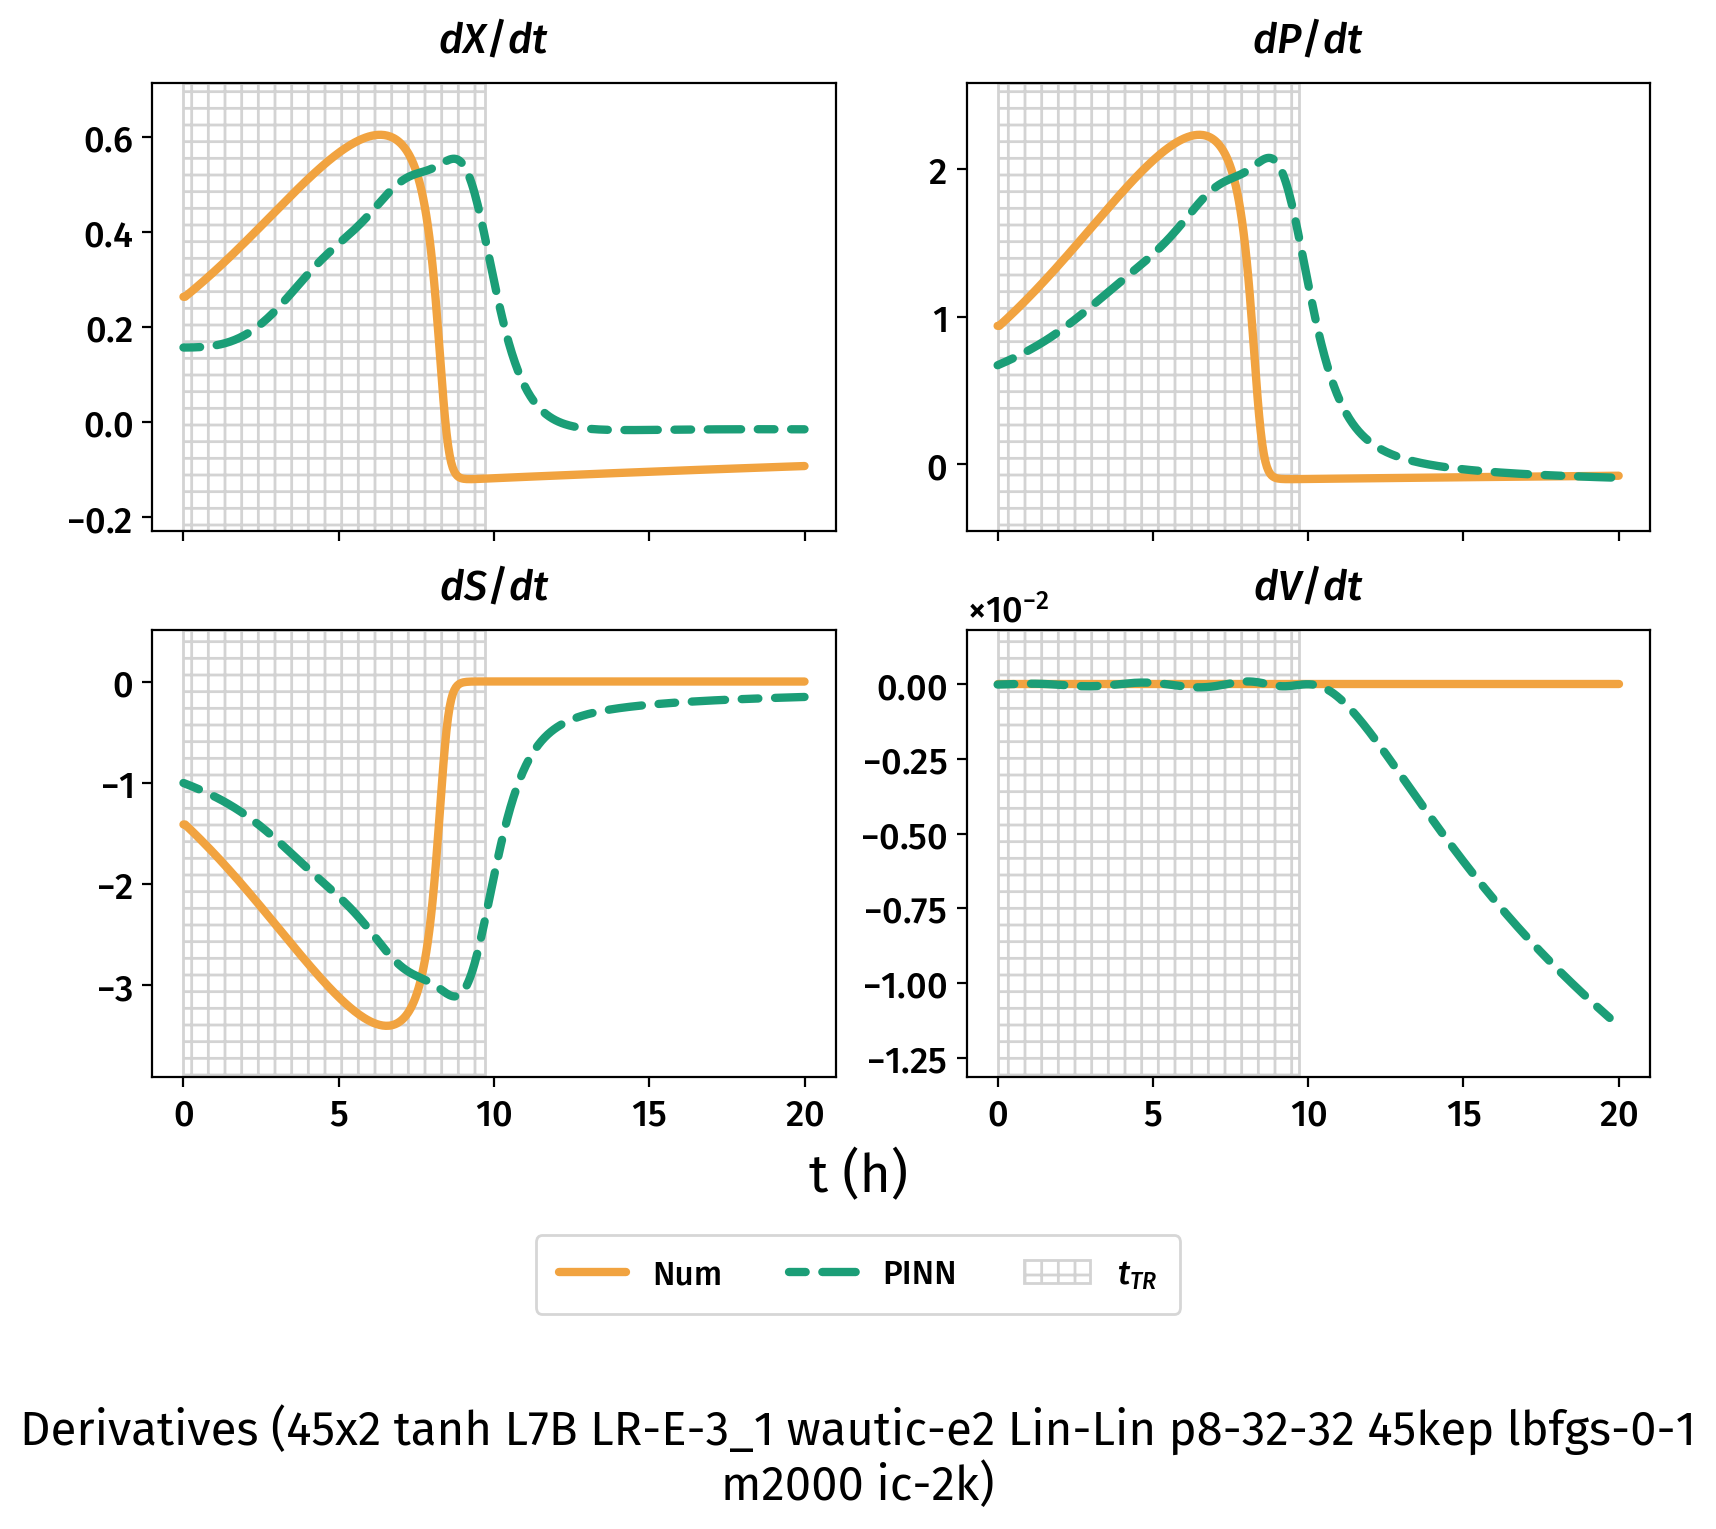 dX/dt
dP/dt
0.6
0.4
0.2
0.0
−0.2
2
1
0
dS/dt
dV/dt
×10⁻²
0
−1
−2
−3
0.00
−0.25
−0.50
−0.75
−1.00
−1.25
0 5 10 15 20
0 5 10 15 20
t (h)
Num PINN t_TR
Derivatives (45x2 tanh L7B LR-E-3_1 wautic-e2 Lin-Lin p8-32-32 45kep lbfgs-0-1
m2000 ic-2k)